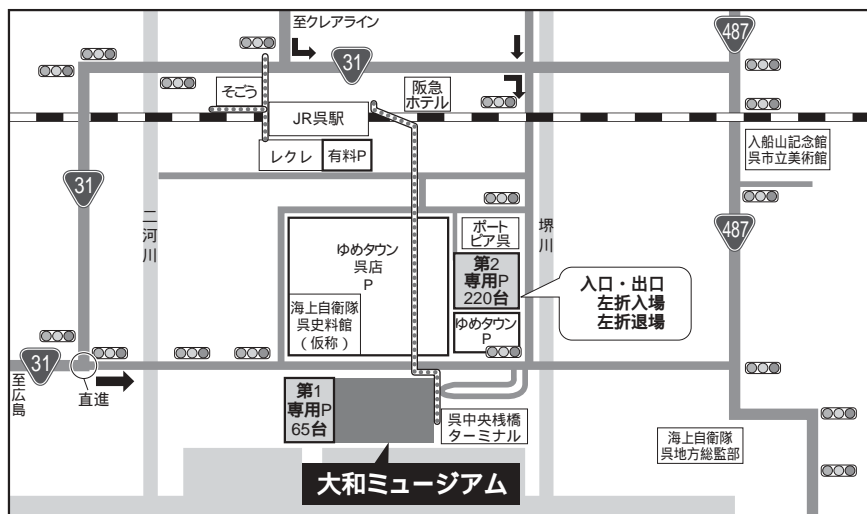 至クレアライン
31
487
そごう
阪急
ホテル
JR呉駅
レクレ
有料P
入船山記念館
呉市立美術館
31
二河川
堺川
487
ポート
ピア呉
ゆめタウン
呉店
P
第2
専用P
220台
入口・出口
左折入場
左折退場
海上自衛隊
呉史料館
(仮称)
ゆめタウン
P
31
至広島
直進
第1
専用P
65台
呉中央桟橋
ターミナル
海上自衛隊
呉地方総監部
大和ミュージアム